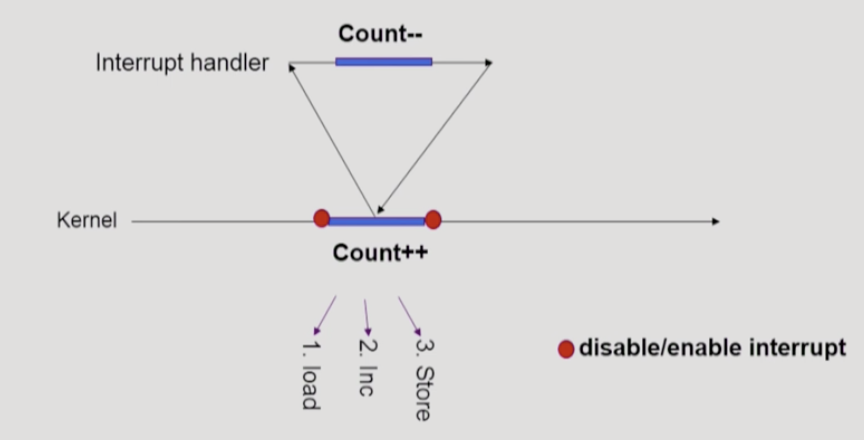 Count--
Interrupt handler
Kernel
Count++
1. load
2. Inc
3. Store
disable/enable interrupt